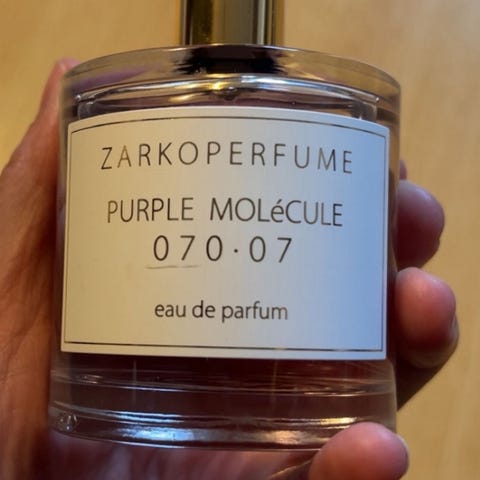 ZARKOPERFUME
PURPLE MOLéCULE
070·07
eau de parfum